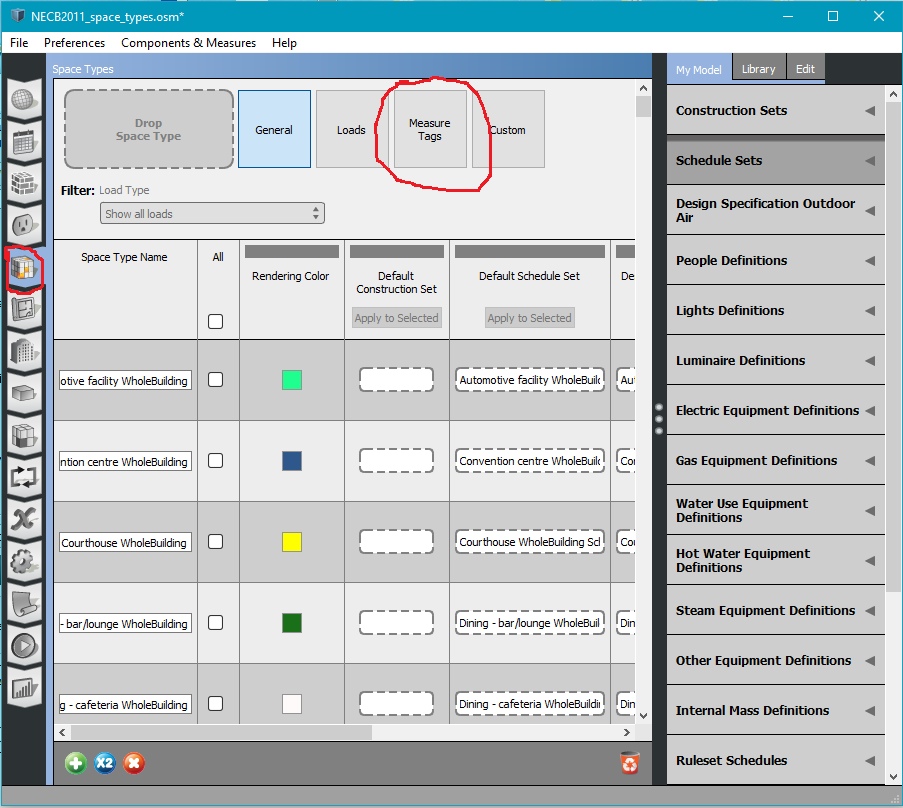 NECB2011_space_types.osm*
File Preferences Components & Measures Help
Space Types
My Model Library Edit
Drop
Space Type
General
Loads
Measure
Tags
Custom
Filter: Load Type
Show all loads
Space Type Name
All
Rendering Color
Default
Construction Set
Apply to Selected
Default Schedule Set
Apply to Selected
De
otive facility WholeBuilding
Automotive facility WholeBuilc
Aut
ntion centre WholeBuilding
Convention centre WholeBuilc
Cor
Courthouse WholeBuilding
Courthouse WholeBuilding Scl
Cou
- bar/lounge WholeBuilding
Dining - bar/lounge WholeBuil
Din
g - cafeteria WholeBuilding
Dining - cafeteria WholeBuildin
Din
X2
Construction Sets
Schedule Sets
Design Specification Outdoor
Air
People Definitions
Lights Definitions
Luminaire Definitions
Electric Equipment Definitions
Gas Equipment Definitions
Water Use Equipment
Definitions
Hot Water Equipment
Definitions
Steam Equipment Definitions
Other Equipment Definitions
Internal Mass Definitions
Ruleset Schedules